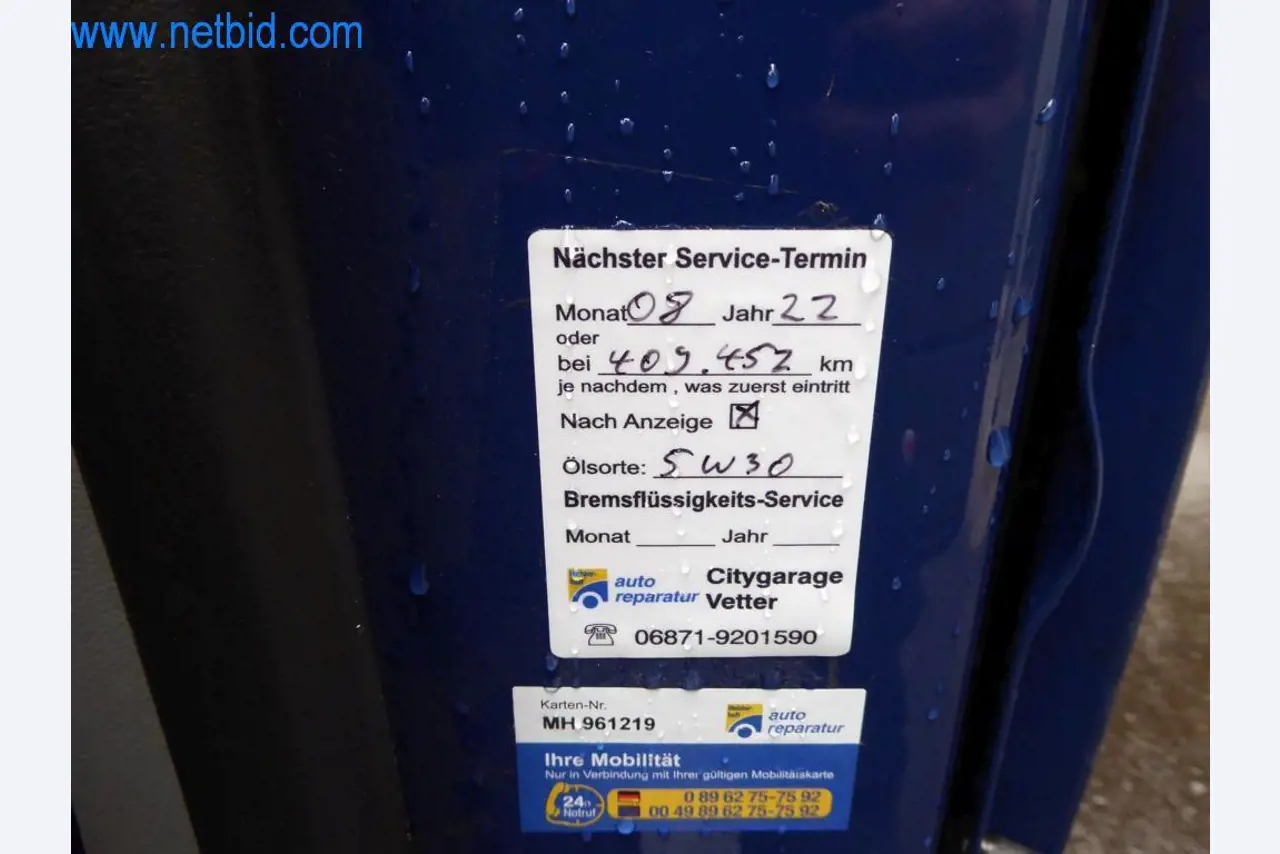 www.netbid.com
Nächster Service-Termin
Monat 08 Jahr 22
oder
bei 409.452 km
je nachdem , was zuerst eintritt
Nach Anzeige
Ölsorte: 5W30
Bremsflüssigkeits-Service
Monat ______ Jahr _____
auto Citygarage
reparatur Vetter
06871-9201590
Karten-Nr.
MH 961219
auto
reparatur
Ihre Mobilität
Nur in Verbindung mit Ihrer gültigen Mobilitätskarte
24h
Notruf
0 89 62 75-75 92
00 49 89 62 75-75 92